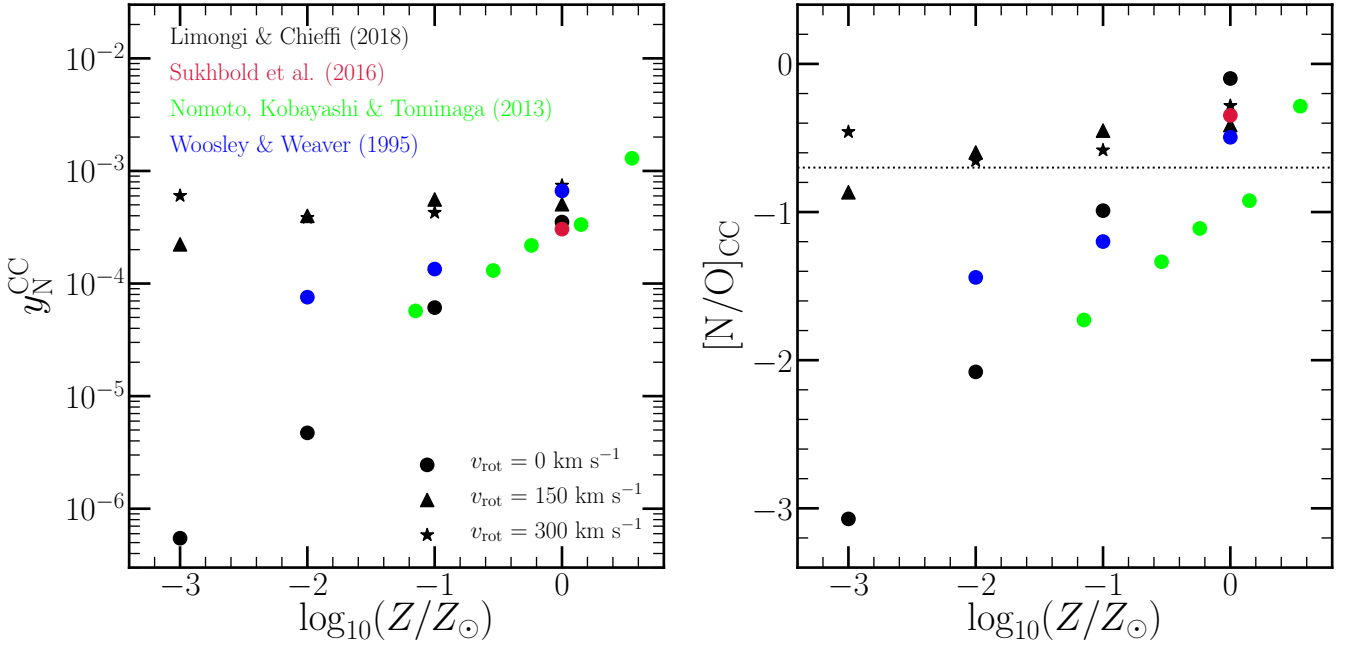 Limongi & Chieffi (2018)
Sukhbold et al. (2016)
Nomoto, Kobayashi & Tominaga (2013)
Woosley & Weaver (1995)
v_rot = 0 km s⁻¹
v_rot = 150 km s⁻¹
v_rot = 300 km s⁻¹
10⁻²
10⁻³
10⁻⁴
10⁻⁵
10⁻⁶
y_N^CC
−3 −2 −1 0
log₁₀(Z/Z_⊙)
0
−1
−2
−3
[N/O]_CC
−3 −2 −1 0
log₁₀(Z/Z_⊙)